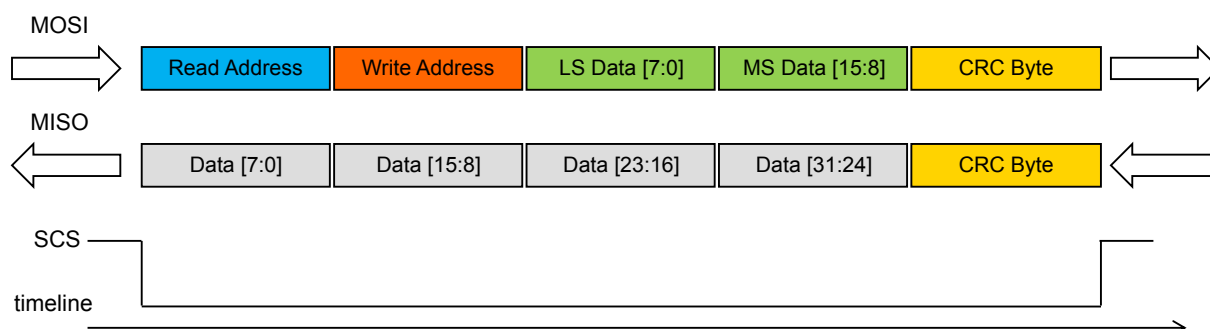 MOSI
Read Address Write Address LS Data [7:0] MS Data [15:8] CRC Byte
MISO
Data [7:0] Data [15:8] Data [23:16] Data [31:24] CRC Byte
SCS
timeline